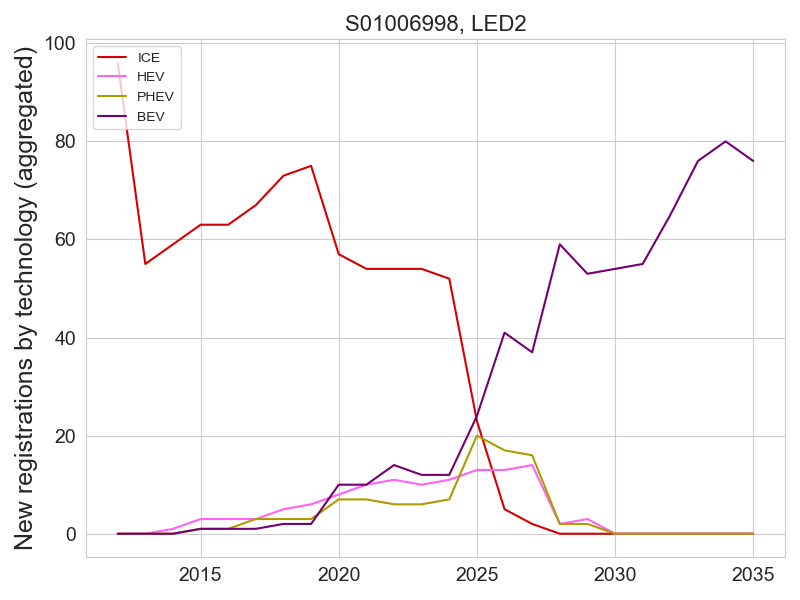 S01006998, LED2
New registrations by technology (aggregated)
100
80
60
40
20
0
ICE
HEV
PHEV
BEV
2015
2020
2025
2030
2035